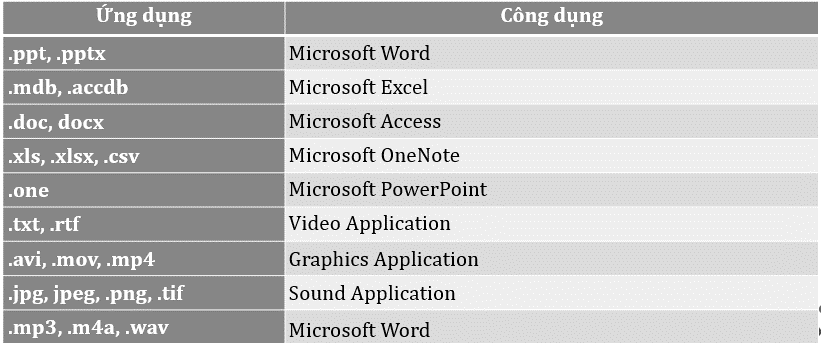 Ứng dụng Công dụng
.ppt, .pptx Microsoft Word
.mdb, .accdb Microsoft Excel
.doc, docx Microsoft Access
.xls, .xlsx, .csv Microsoft OneNote
.one Microsoft PowerPoint
.txt, .rtf Video Application
.avi, .mov, .mp4 Graphics Application
.jpg, jpeg, .png, .tif Sound Application
.mp3, .m4a, .wav Microsoft Word